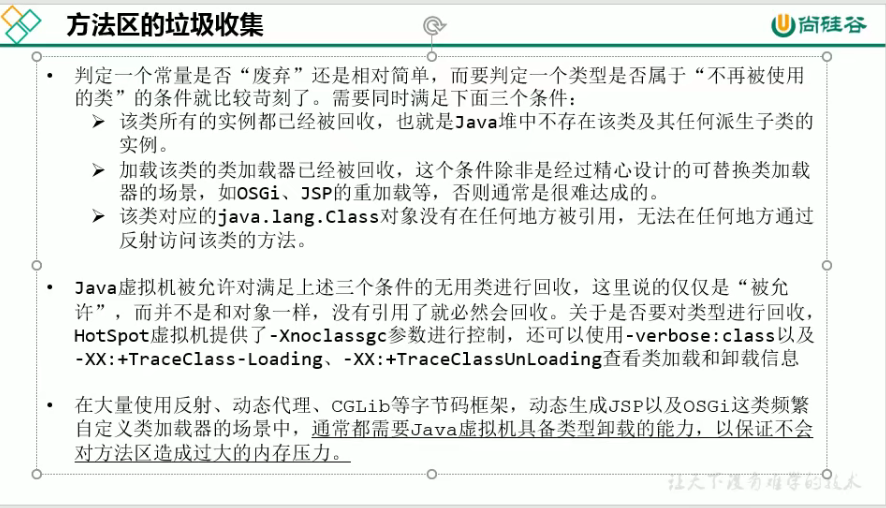 方法区的垃圾收集
尚硅谷
• 判定一个常量是否“废弃”还是相对简单，而要判定一个类型是否属于“不再被使用
的类”的条件就比较苛刻了。需要同时满足下面三个条件：
➢ 该类所有的实例都已经被回收，也就是Java堆中不存在该类及其任何派生子类的
实例。
➢ 加载该类的类加载器已经被回收，这个条件除非是经过精心设计的可替换类加载
器的场景，如OSGi、JSP的重加载等，否则通常是很难达成的。
➢ 该类对应的java.lang.Class对象没有在任何地方被引用，无法在任何地方通过
反射访问该类的方法。
• Java虚拟机被允许对满足上述三个条件的无用类进行回收，这里说的仅仅是“被允
许”，而并不是和对象一样，没有引用了就必然会回收。关于是否要对类型进行回收，
HotSpot虚拟机提供了-Xnoclassgc参数进行控制，还可以使用-verbose:class以及
-XX:+TraceClass-Loading、-XX:+TraceClassUnLoading查看类加载和卸载信息
• 在大量使用反射、动态代理、CGLib等字节码框架，动态生成JSP以及OSGi这类频繁
自定义类加载器的场景中，通常都需要Java虚拟机具备类型卸载的能力，以保证不会
对方法区造成过大的内存压力。
让天下没有难学的技术